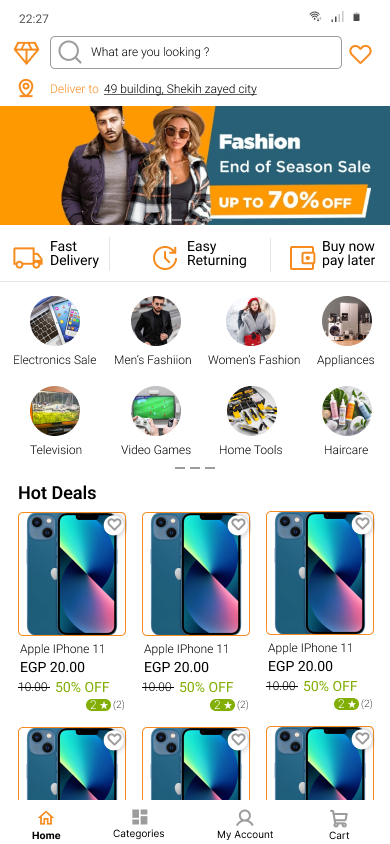 22:27
What are you looking ?
Deliver to 49 building, Shekih zayed city
Fashion
End of Season Sale
UP TO 70% OFF
Fast
Delivery
Easy
Returning
Buy now
pay later
Electronics Sale
Men's Fashiion
Women's Fashion
Appliances
Television
Video Games
Home Tools
Haircare
Hot Deals
Apple IPhone 11
EGP 20.00
10.00 50% OFF
2 ★ (2)
Apple IPhone 11
EGP 20.00
10.00 50% OFF
2 ★ (2)
Apple IPhone 11
EGP 20.00
10.00 50% OFF
2 ★ (2)
Home
Categories
My Account
Cart